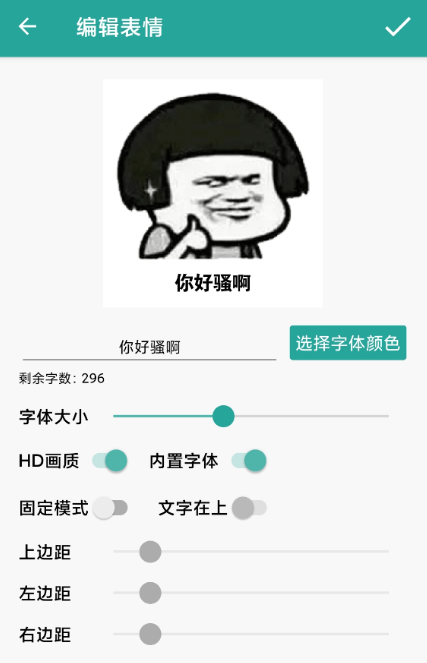 编辑表情
你好骚啊
你好骚啊
选择字体颜色
剩余字数: 296
字体大小
HD画质 内置字体
固定模式 文字在上
上边距
左边距
右边距